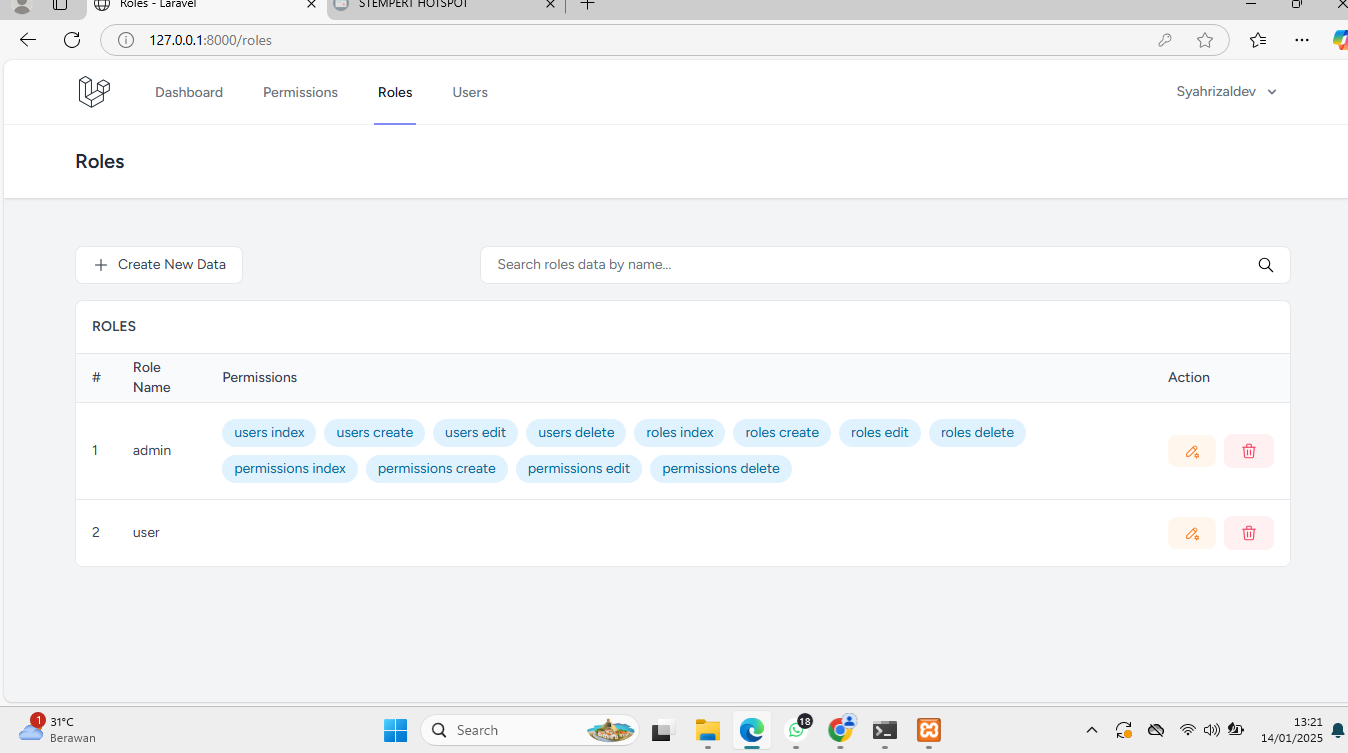 Roles - Laravel
STEMPERT HOTSPOT
127.0.0.1:8000/roles
Dashboard
Permissions
Roles
Users
Syahrizaldev
Roles
Create New Data
Search roles data by name...
ROLES
#
Role
Name
Permissions
Action
1
admin
users index
users create
users edit
users delete
roles index
roles create
roles edit
roles delete
permissions index
permissions create
permissions edit
permissions delete
2
user
1
31°C
Berawan
Search
18
13:21
14/01/2025